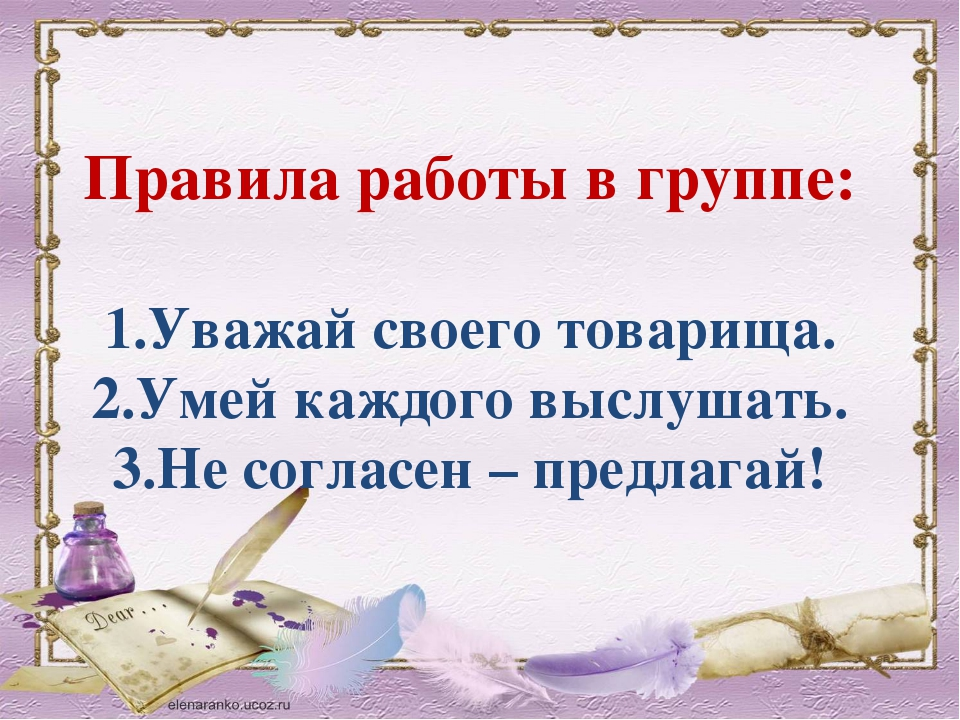 Правила работы в группе:
1.Уважай своего товарища.
2.Умей каждого выслушать.
3.Не согласен – предлагай!
Dear ...
elenaranko.ucoz.ru